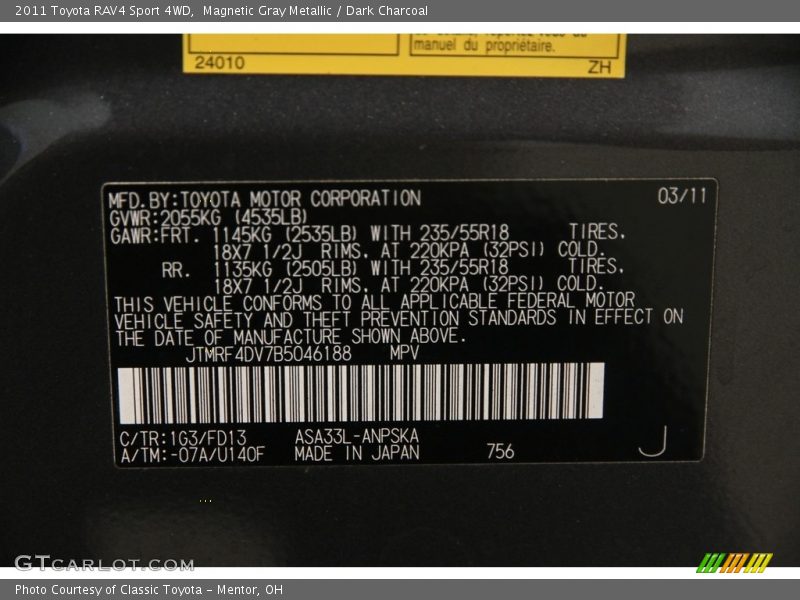 2011 Toyota RAV4 Sport 4WD, Magnetic Gray Metallic / Dark Charcoal
manuel du propriétaire.
24010 ZH
MFD.BY:TOYOTA MOTOR CORPORATION 03/11
GVWR:2055KG (4535LB)
GAWR:FRT. 1145KG (2535LB) WITH 235/55R18 TIRES.
18X7 1/2J RIMS. AT 220KPA (32PSI) COLD.
RR. 1135KG (2505LB) WITH 235/55R18 TIRES.
18X7 1/2J RIMS. AT 220KPA (32PSI) COLD.
THIS VEHICLE CONFORMS TO ALL APPLICABLE FEDERAL MOTOR
VEHICLE SAFETY AND THEFT PREVENTION STANDARDS IN EFFECT ON
THE DATE OF MANUFACTURE SHOWN ABOVE.
JTMRF4DV7B5046188 MPV
C/TR:1G3/FD13 ASA33L-ANPSKA
A/TM:-07A/U140F MADE IN JAPAN 756 J
GTCARLOT.COM
Photo Courtesy of Classic Toyota - Mentor, OH